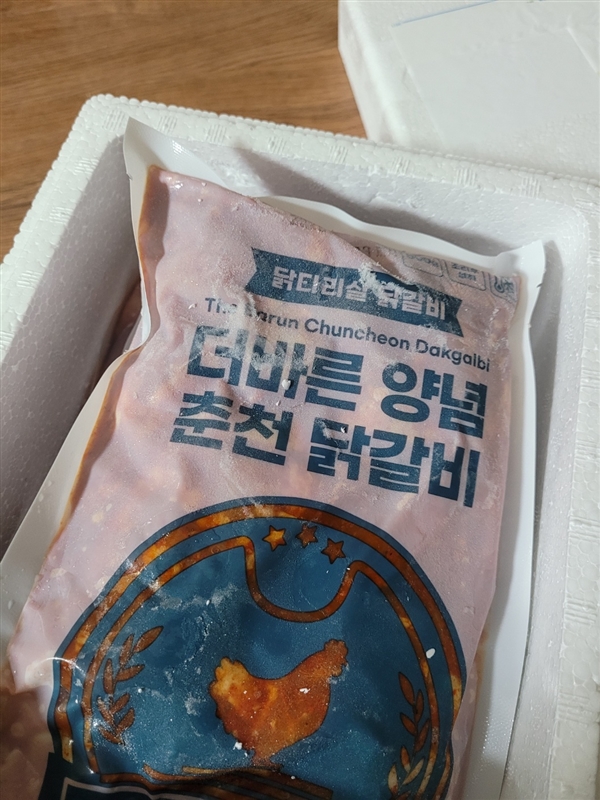 닭다리살 닭갈비
The Barun Chuncheon Dakgalbi
더바른 양념
춘천 닭갈비